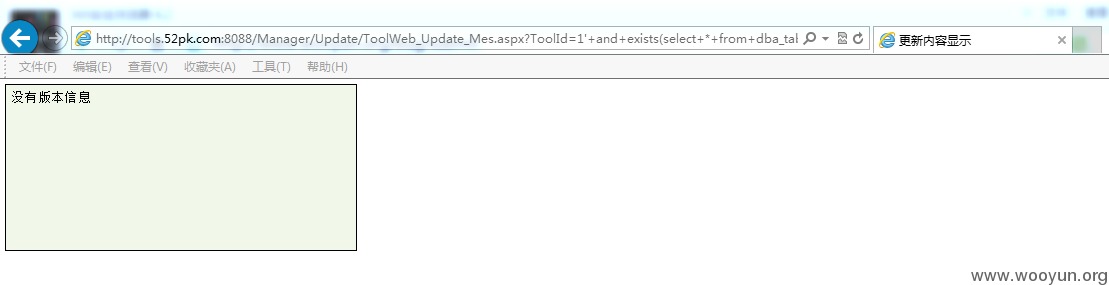 http://tools.52pk.com:8088/Manager/Update/ToolWeb_Update_Mes.aspx?ToolId=1'+and+exists(select+*+from+dba_tal
更新内容显示
文件(F) 编辑(E) 查看(V) 收藏夹(A) 工具(T) 帮助(H)
没有版本信息
www.wooyun.org